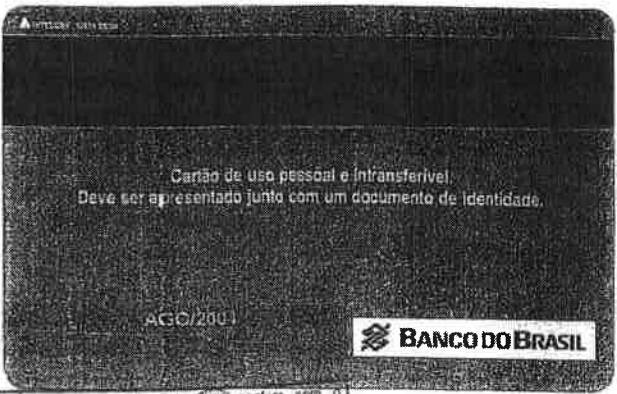 Cartão de uso pessoal e intransferível.
Deve ser apresentado junto com um documento de identidade.
BANCO DO BRASIL